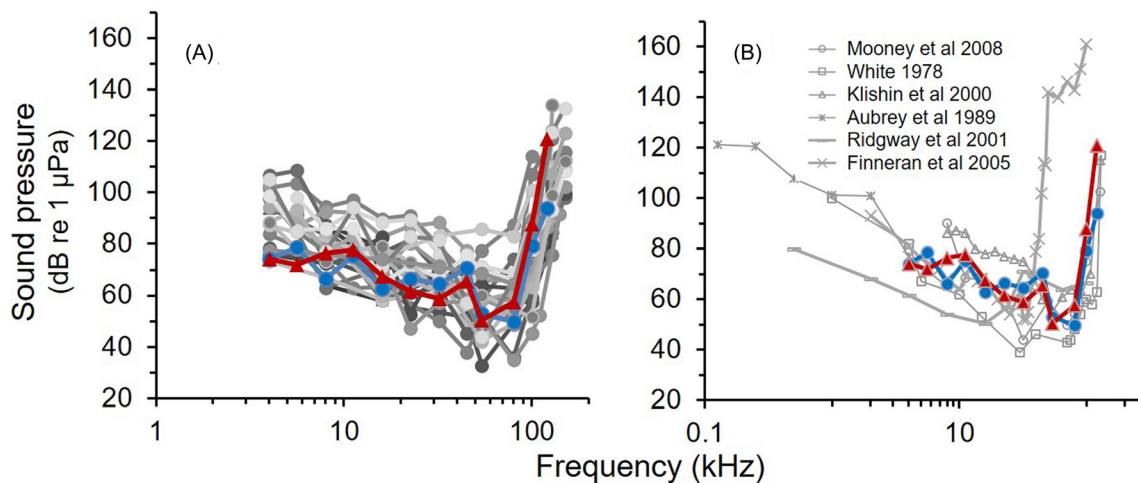 Sound pressure
(dB re 1 µPa)
160
140
120
100
80
60
40
20
(A)
1
10
100
160
140
120
100
80
60
40
20
(B)
Mooney et al 2008
White 1978
Klishin et al 2000
Aubrey et al 1989
Ridgway et al 2001
Finneran et al 2005
0.1
10
Frequency (kHz)